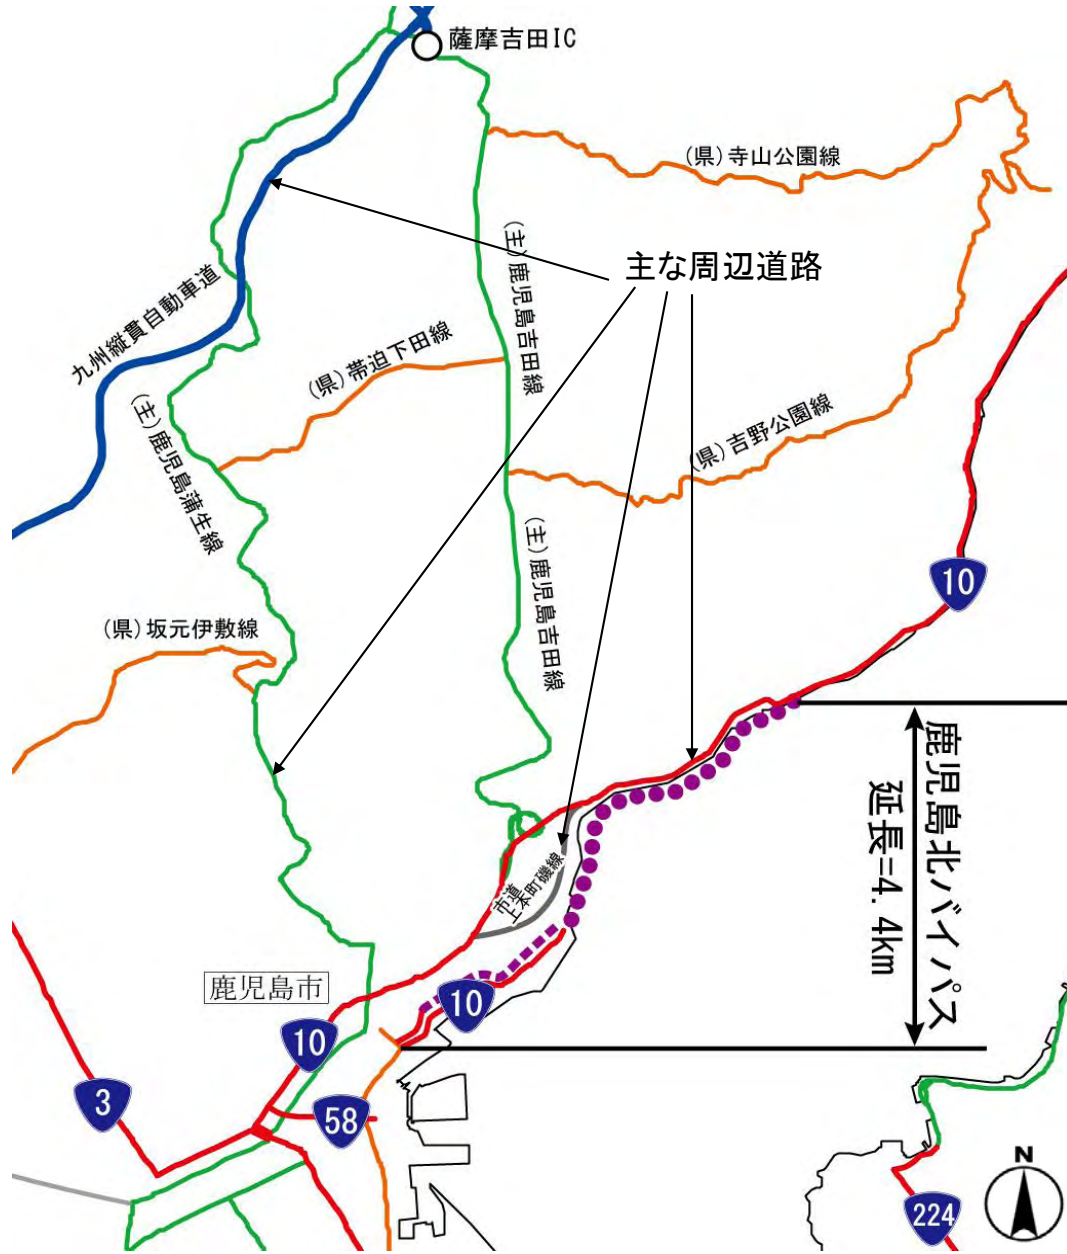 薩摩吉田IC
(県)寺山公園線
主な周辺道路
(主)鹿児島吉田線
九州縦貫自動車道
(県)帯迫下田線
(主)鹿児島蒲生線
(県)吉野公園線
(主)鹿児島吉田線
10
(県)坂元伊敷線
鹿児島北バイパス
延長=4.4km
市道
上本町磯線
鹿児島市
10
10
3
58
N
224